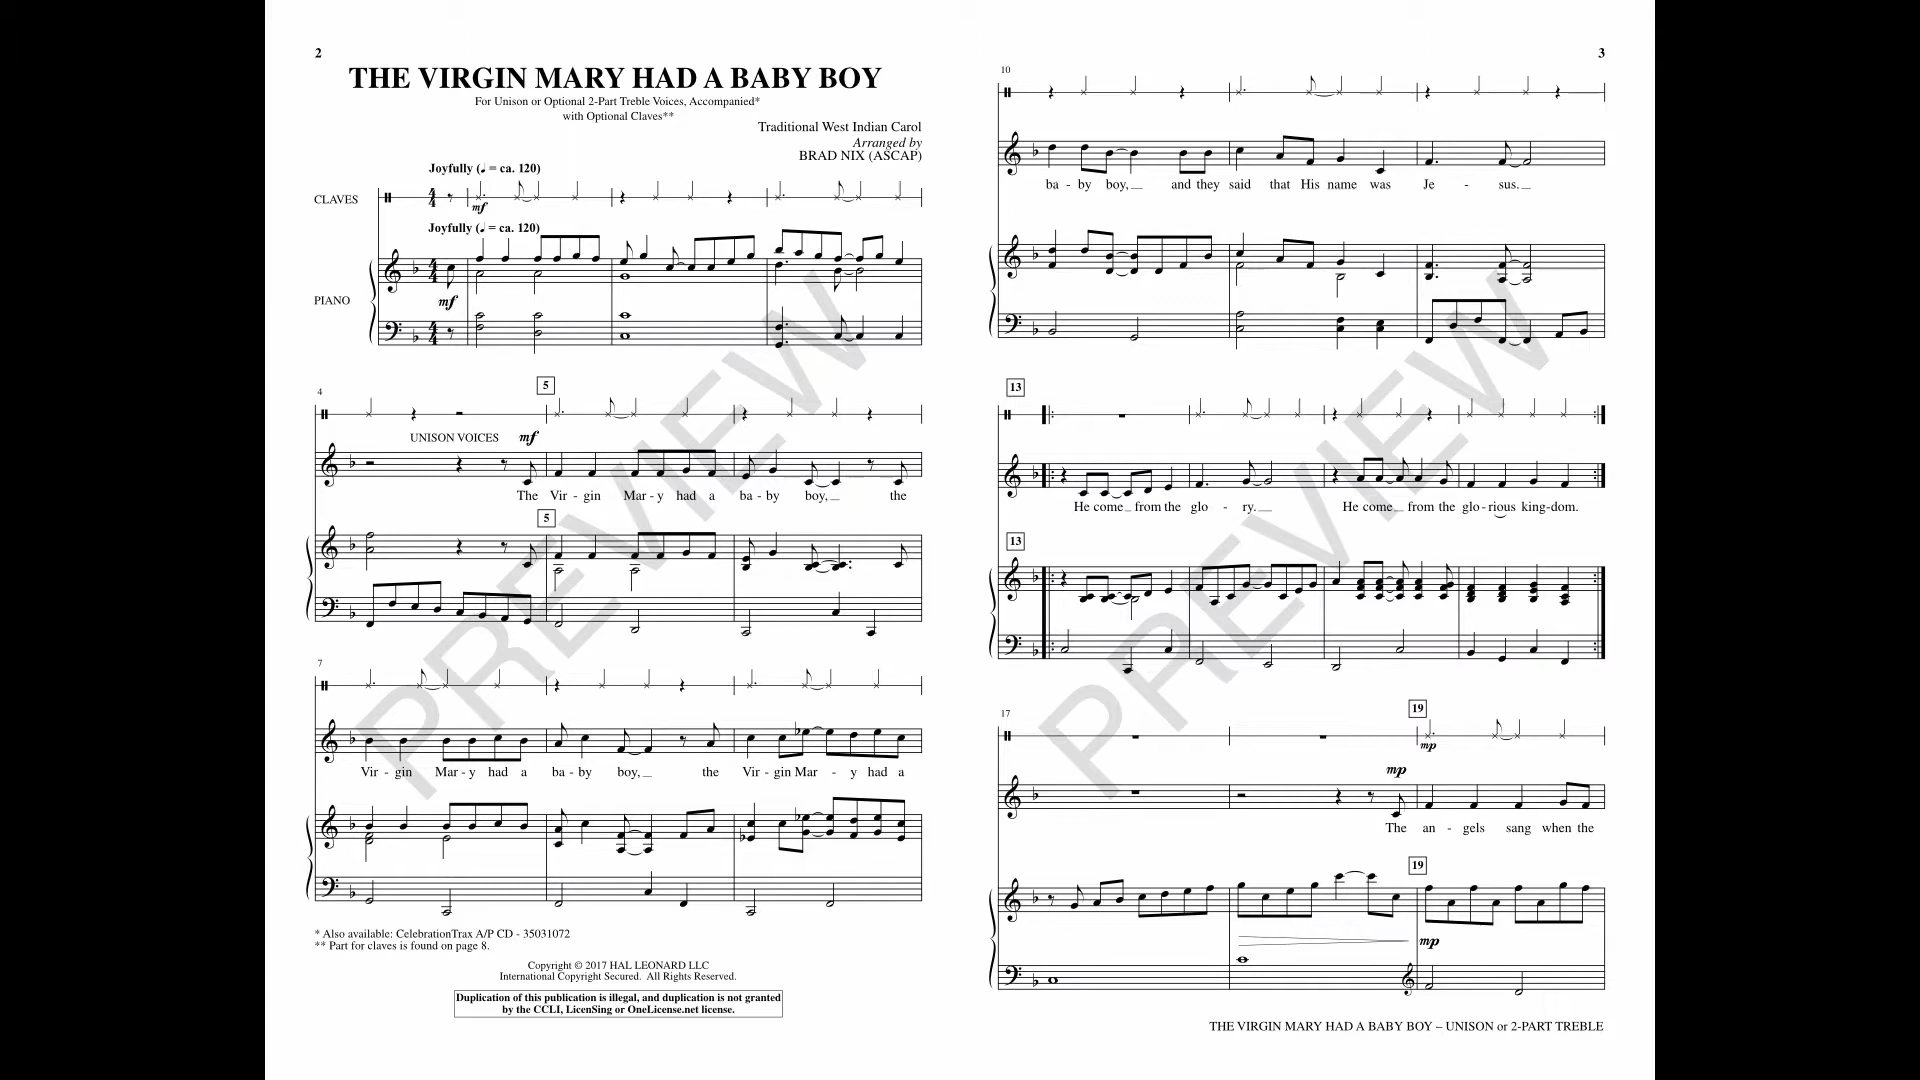 2
THE VIRGIN MARY HAD A BABY BOY
For Unison or Optional 2-Part Treble Voices, Accompanied*
with Optional Claves**
Traditional West Indian Carol
Arranged by
BRAD NIX (ASCAP)
Joyfully (♩ = ca. 120)
CLAVES
mf
Joyfully (♩ = ca. 120)
PIANO
mf
4
5
UNISON VOICES mf
The Vir - gin Mar - y had a ba - by boy, the
5
7
Vir - gin Mar - y had a ba - by boy, the Vir - gin Mar - y had a
* Also available: CelebrationTrax A/P CD - 35031072
** Part for claves is found on page 8.
Copyright © 2017 HAL LEONARD LLC
International Copyright Secured. All Rights Reserved.
Duplication of this publication is illegal, and duplication is not granted
by the CCLI, LicenSing or OneLicense.net license.
PREVIEW
3
10
ba - by boy, and they said that His name was Je - sus.
13
He come from the glo - ry. He come from the glo - rious king-dom.
13
17
19
mp
mp
The an - gels sang when the
19
mp
THE VIRGIN MARY HAD A BABY BOY – UNISON or 2-PART TREBLE
PREVIEW